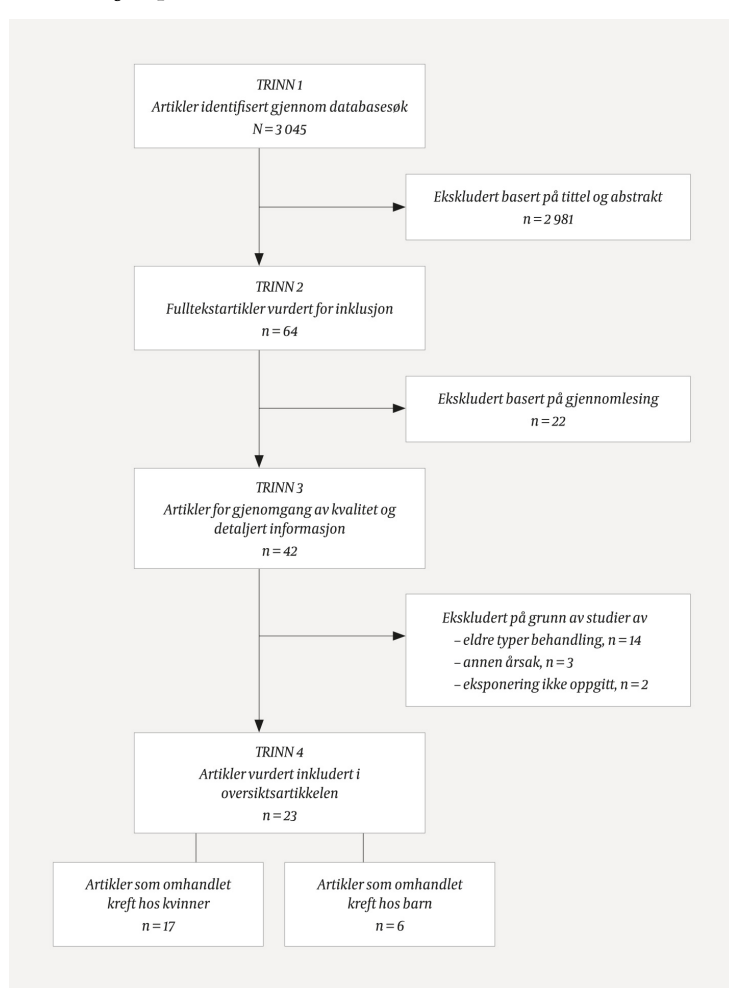 TRINN 1
Artikler identifisert gjennom databasesøk
N = 3 045
Ekskludert basert på tittel og abstrakt
n = 2 981
TRINN 2
Fulltekstartikler vurdert for inklusjon
n = 64
Ekskludert basert på gjennomlesing
n = 22
TRINN 3
Artikler for gjenomgang av kvalitet og
detaljert informasjon
n = 42
Ekskludert på grunn av studier av
– eldre typer behandling, n = 14
– annen årsak, n = 3
– eksponering ikke oppgitt, n = 2
TRINN 4
Artikler vurdert inkludert i
oversiktsartikkelen
n = 23
Artikler som omhandlet
kreft hos kvinner
n = 17
Artikler som omhandlet
kreft hos barn
n = 6